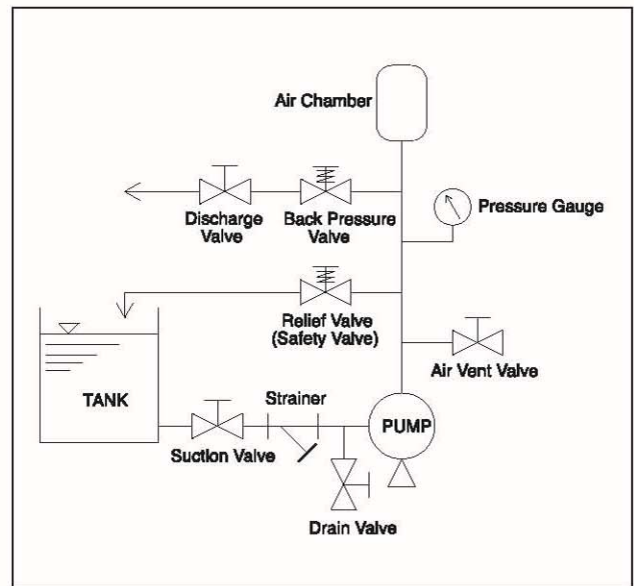 Air Chamber
Discharge
Valve
Back Pressure
Valve
Pressure Gauge
Relief Valve
(Safety Valve)
Air Vent Valve
TANK
Strainer
PUMP
Suction Valve
Drain Valve